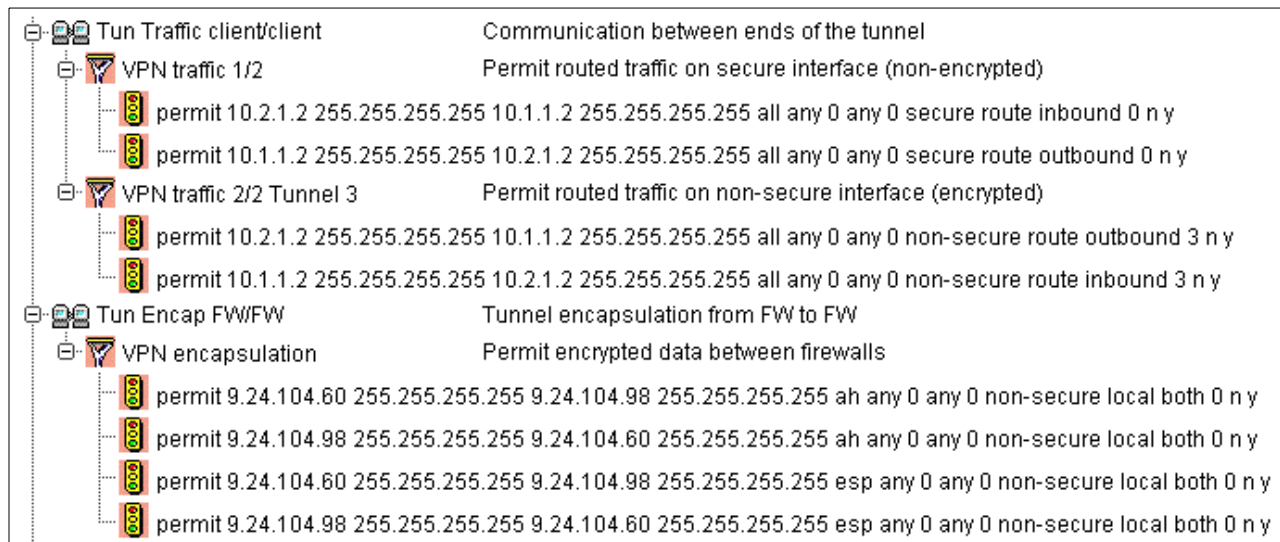 Tun Traffic client/client Communication between ends of the tunnel
VPN traffic 1/2 Permit routed traffic on secure interface (non-encrypted)
permit 10.2.1.2 255.255.255.255 10.1.1.2 255.255.255.255 all any 0 any 0 secure route inbound 0 n y
permit 10.1.1.2 255.255.255.255 10.2.1.2 255.255.255.255 all any 0 any 0 secure route outbound 0 n y
VPN traffic 2/2 Tunnel 3 Permit routed traffic on non-secure interface (encrypted)
permit 10.2.1.2 255.255.255.255 10.1.1.2 255.255.255.255 all any 0 any 0 non-secure route outbound 3 n y
permit 10.1.1.2 255.255.255.255 10.2.1.2 255.255.255.255 all any 0 any 0 non-secure route inbound 3 n y
Tun Encap FW/FW Tunnel encapsulation from FW to FW
VPN encapsulation Permit encrypted data between firewalls
permit 9.24.104.60 255.255.255.255 9.24.104.98 255.255.255.255 ah any 0 any 0 non-secure local both 0 n y
permit 9.24.104.98 255.255.255.255 9.24.104.60 255.255.255.255 ah any 0 any 0 non-secure local both 0 n y
permit 9.24.104.60 255.255.255.255 9.24.104.98 255.255.255.255 esp any 0 any 0 non-secure local both 0 n y
permit 9.24.104.98 255.255.255.255 9.24.104.60 255.255.255.255 esp any 0 any 0 non-secure local both 0 n y